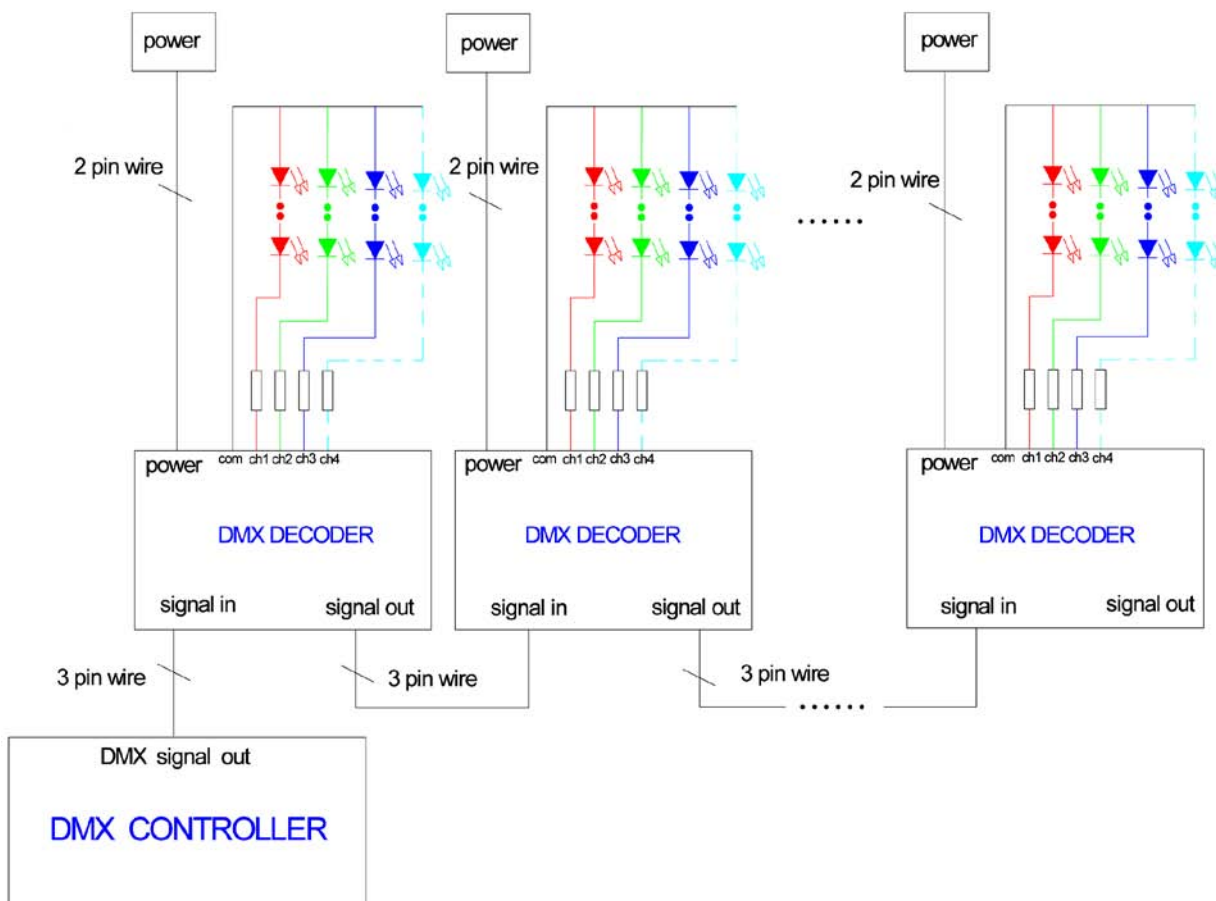 power
power
power
2 pin wire
2 pin wire
2 pin wire
power
com ch1 ch2 ch3 ch4
power
com ch1 ch2 ch3 ch4
power
com ch1 ch2 ch3 ch4
DMX DECODER
DMX DECODER
DMX DECODER
signal in
signal out
signal in
signal out
signal in
signal out
3 pin wire
3 pin wire
3 pin wire
DMX signal out
DMX CONTROLLER